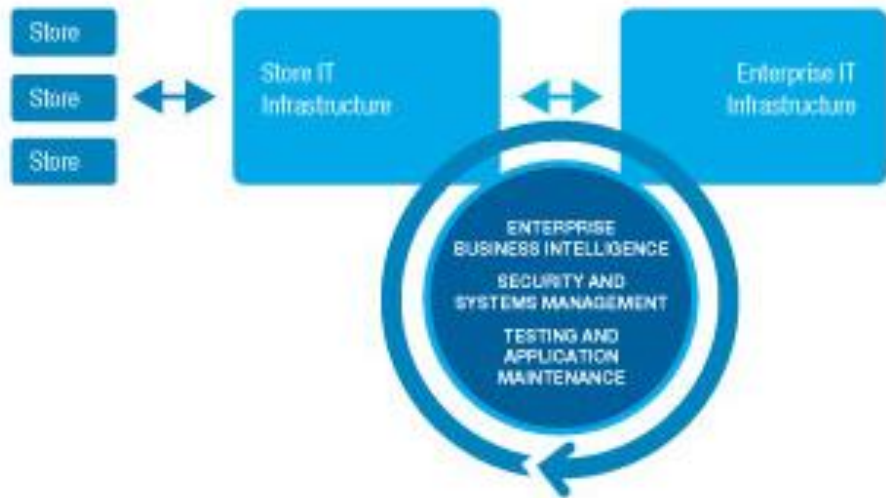 Store
Store
Store
Store IT
Infrastructure
Enterprise IT
Infrastructure
ENTERPRISE
BUSINESS INTELLIGENCE
SECURITY AND
SYSTEMS MANAGEMENT
TESTING AND
APPLICATION
MAINTENANCE